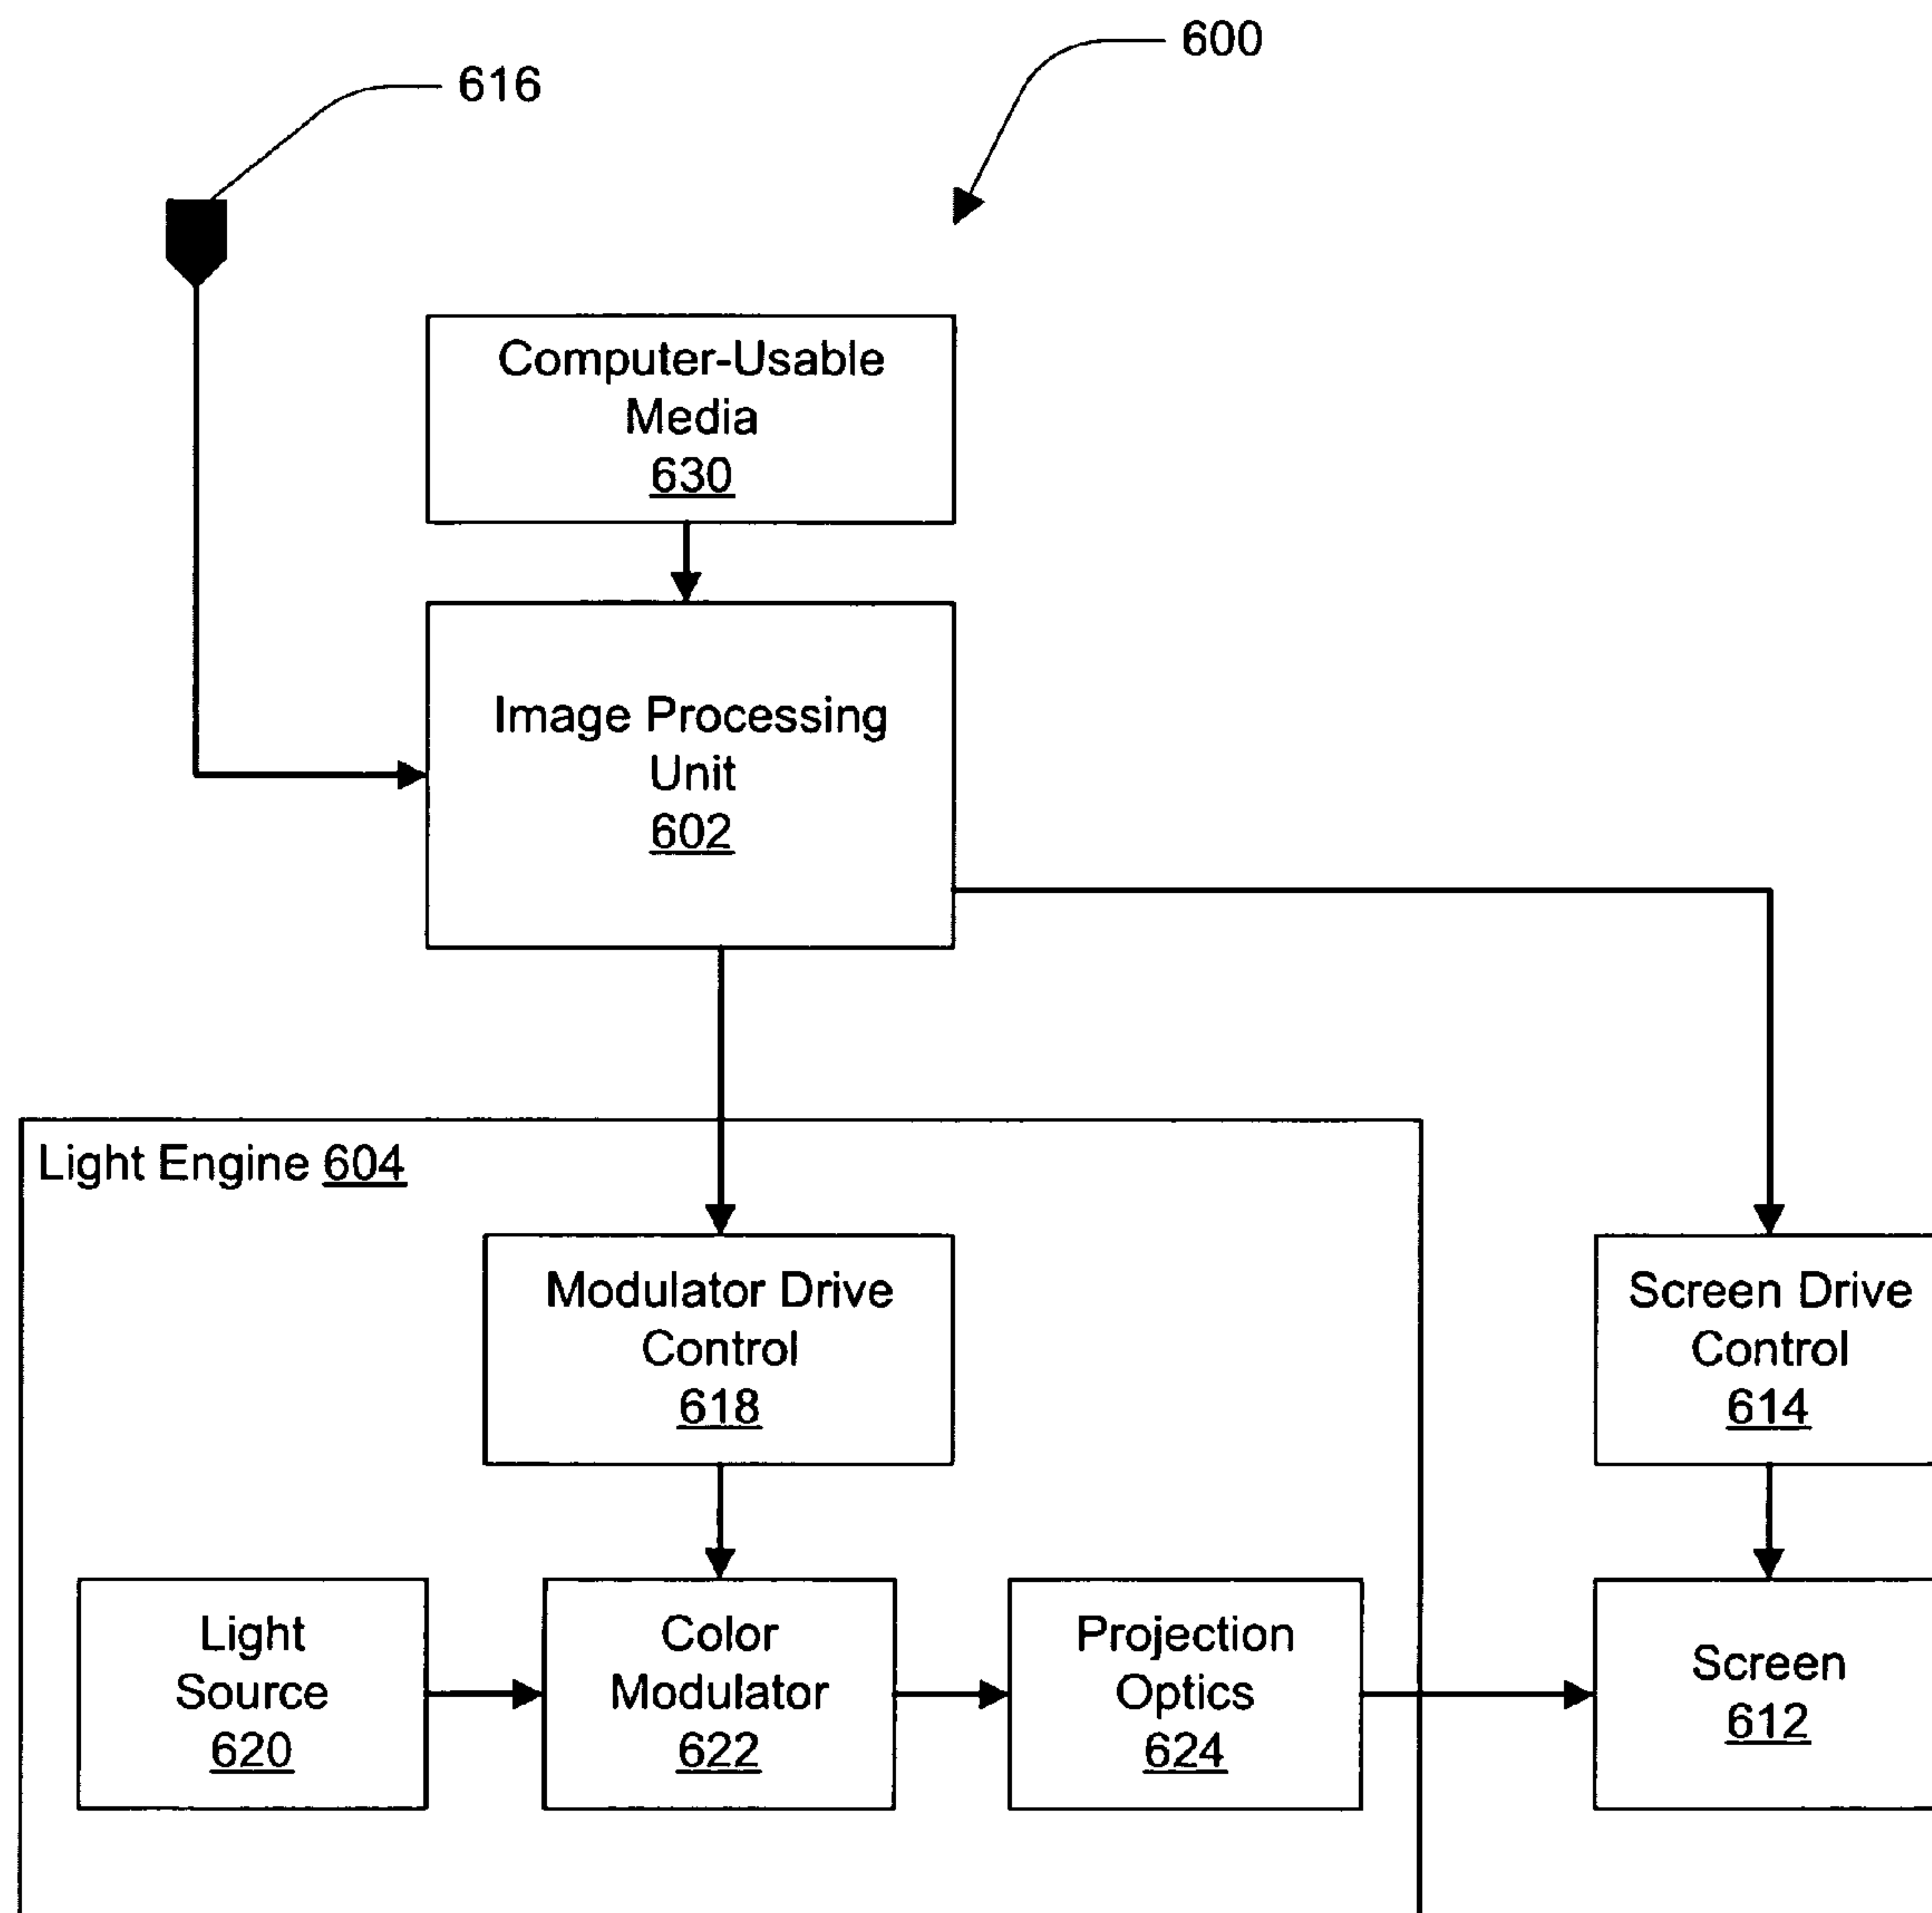 600
616
Computer-Usable
Media
630
Image Processing
Unit
602
Light Engine 604
Modulator Drive
Control
618
Screen Drive
Control
614
Light
Source
620
Color
Modulator
622
Projection
Optics
624
Screen
612